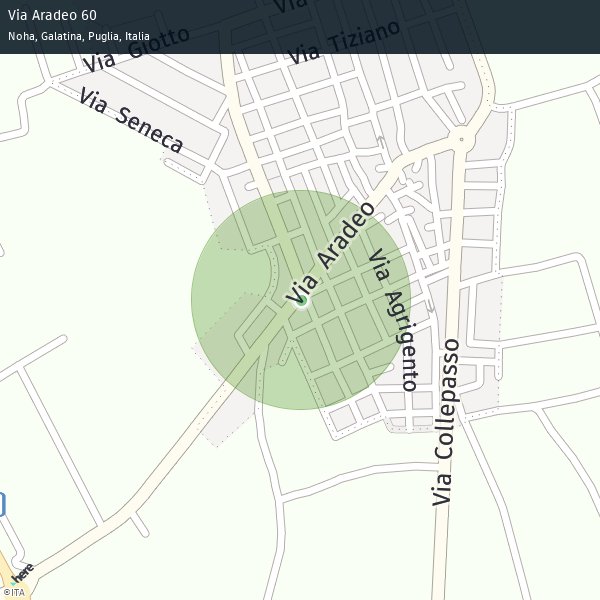 Via Aradeo 60
Noha, Galatina, Puglia, Italia
Via Giotto
Via
Via Tiziano
Via Seneca
Via Aradeo
Via Agrigento
Via Collepasso
here
©ITA